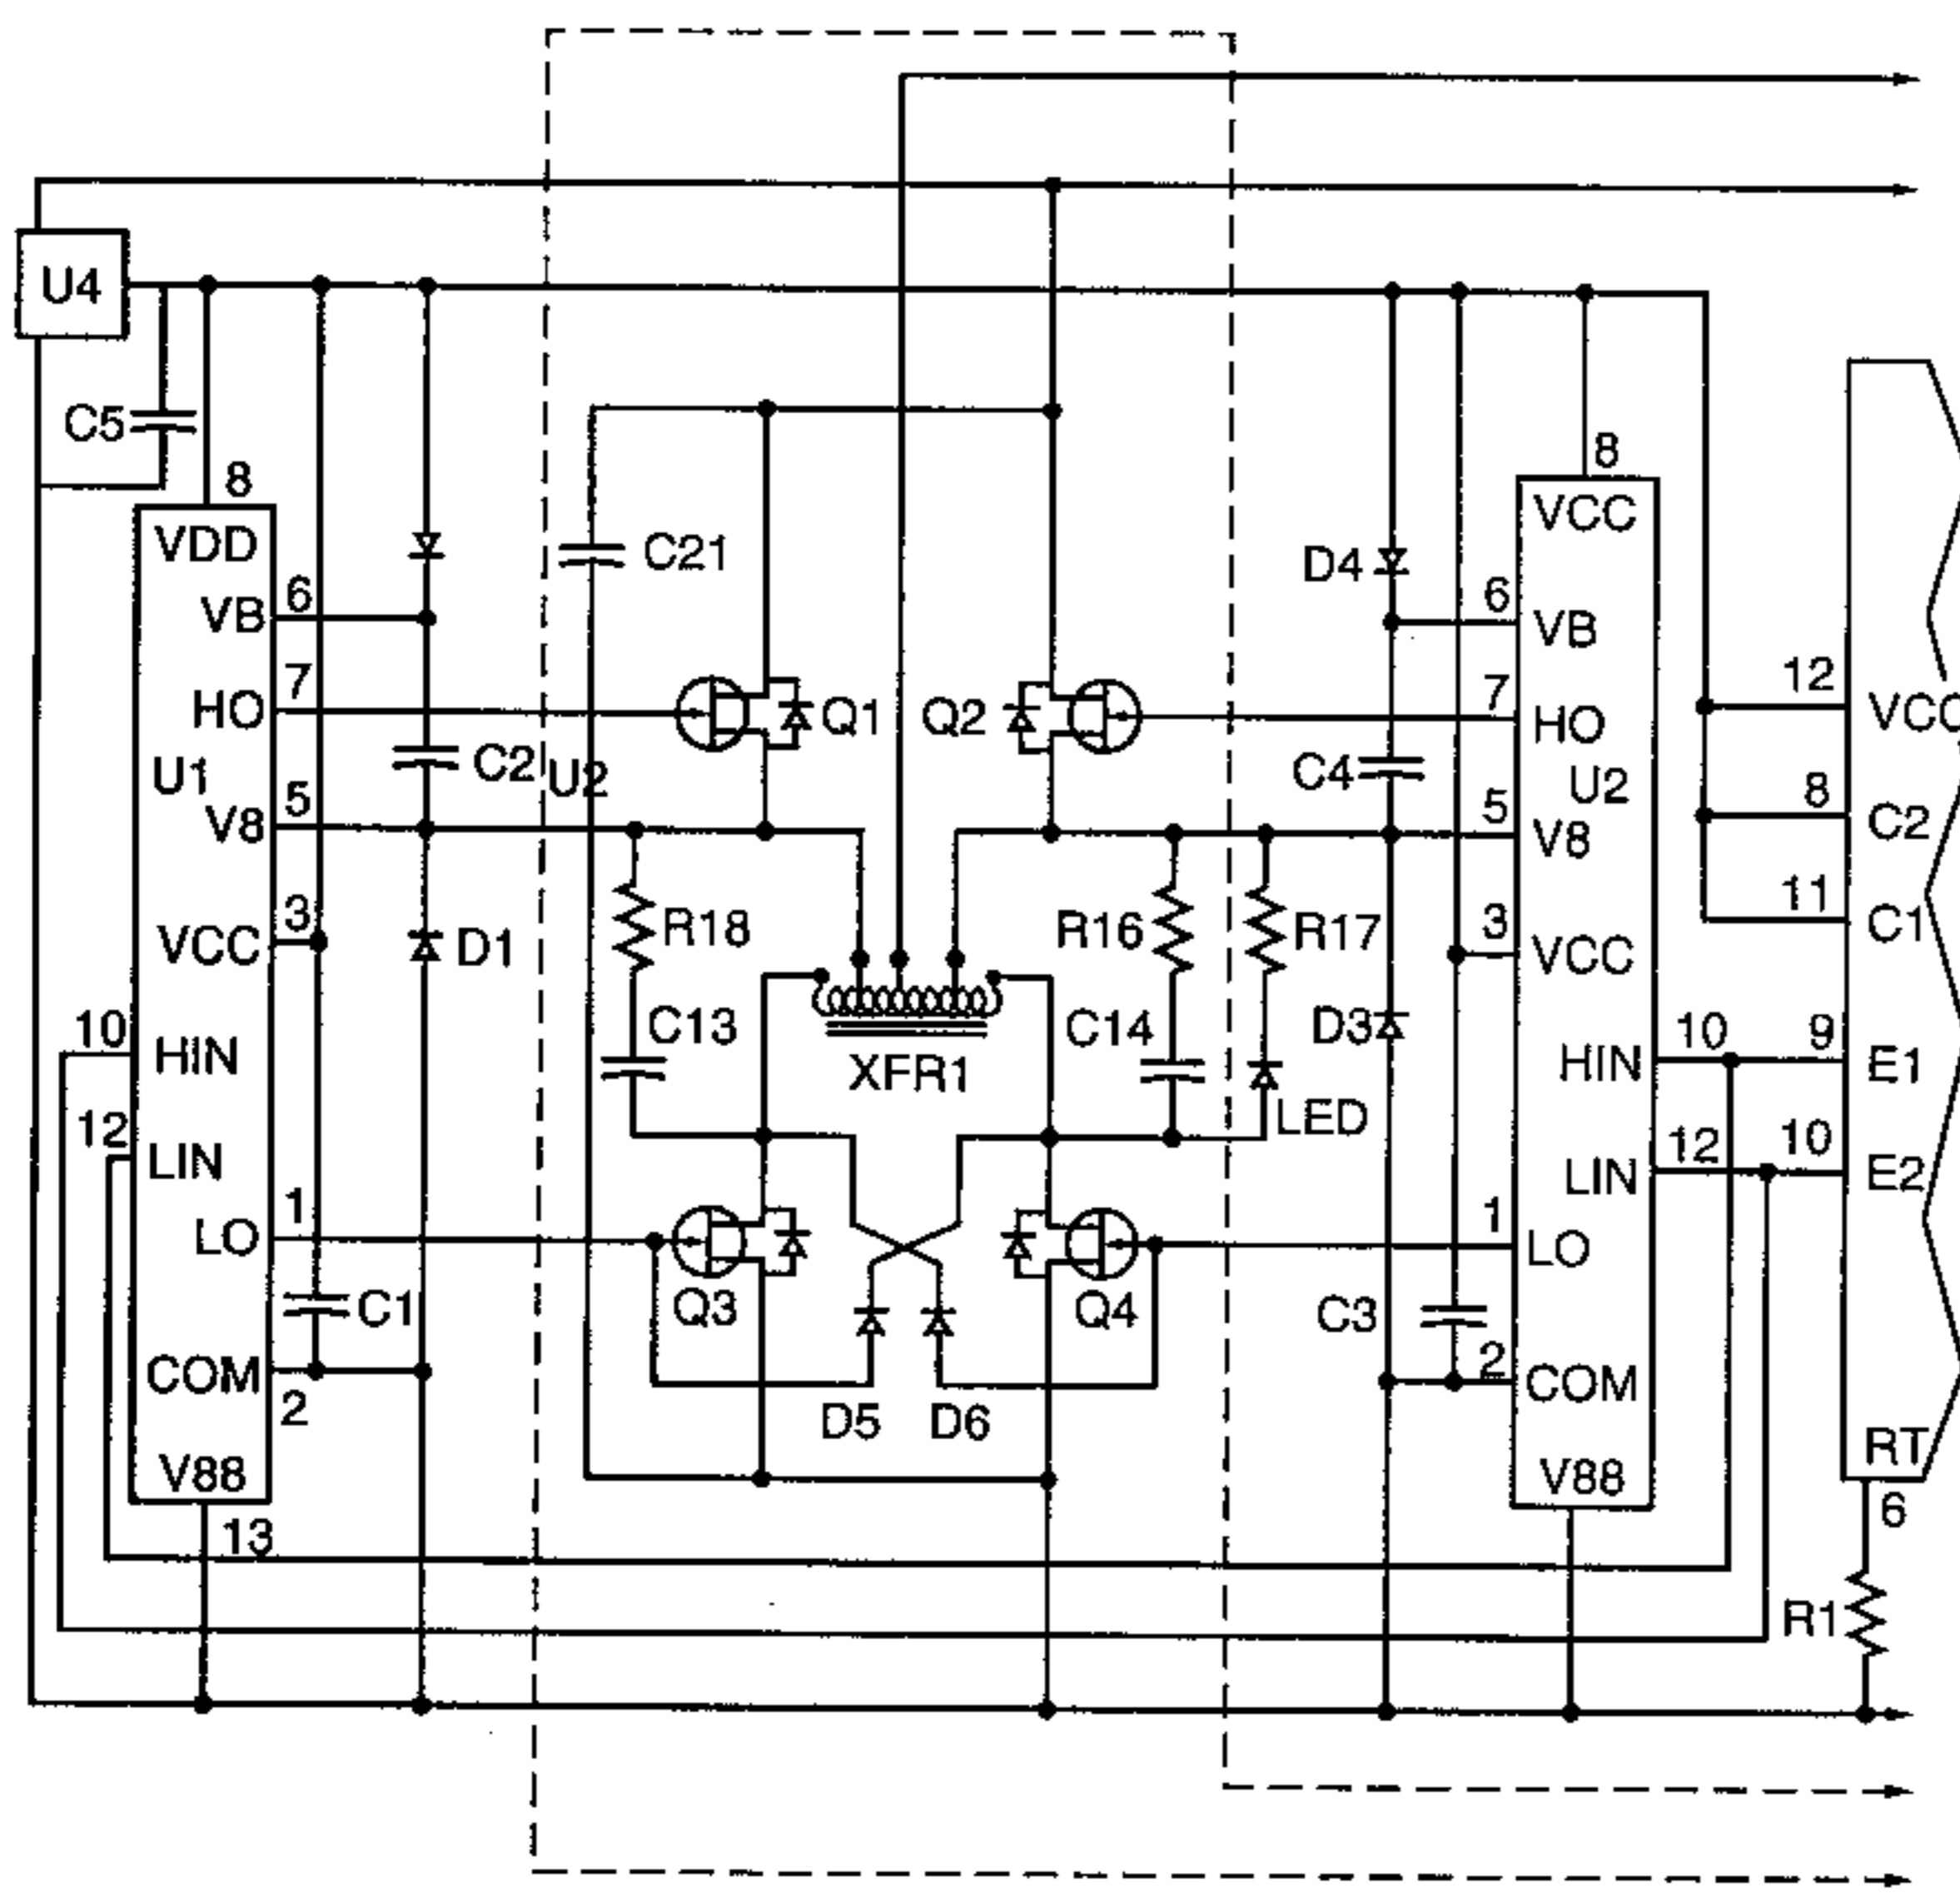 U4
C5
8
VDD
6
VB
7
HO
U1
5
V8
3
VCC
10
HIN
12
LIN
1
LO
COM
2
V88
13
C2
D1
C1
U2
C21
Q1
Q2
R18
C13
XFR1
R16
C14
R17
LED
Q3
Q4
D5
D6
D4
C4
D3
C3
8
VCC
6
VB
7
HO
U2
5
V8
3
VCC
10
HIN
12
LIN
1
LO
2
COM
V88
12
VCC
8
C2
11
C1
9
E1
10
E2
RT
6
R1